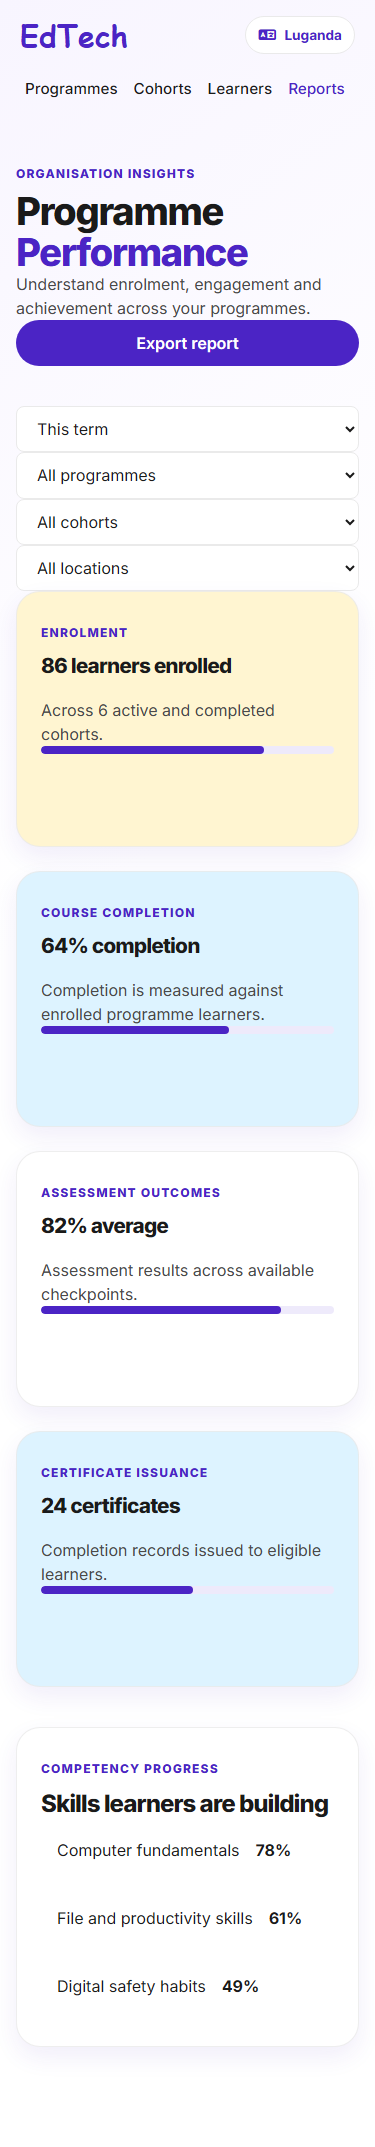 EdTech
Luganda
Programmes Cohorts Learners Reports
ORGANISATION INSIGHTS
Programme
Performance
Understand enrolment, engagement and
achievement across your programmes.
Export report
This term
All programmes
All cohorts
All locations
ENROLMENT
86 learners enrolled
Across 6 active and completed
cohorts.
COURSE COMPLETION
64% completion
Completion is measured against
enrolled programme learners.
ASSESSMENT OUTCOMES
82% average
Assessment results across available
checkpoints.
CERTIFICATE ISSUANCE
24 certificates
Completion records issued to eligible
learners.
COMPETENCY PROGRESS
Skills learners are building
Computer fundamentals 78%
File and productivity skills 61%
Digital safety habits 49%